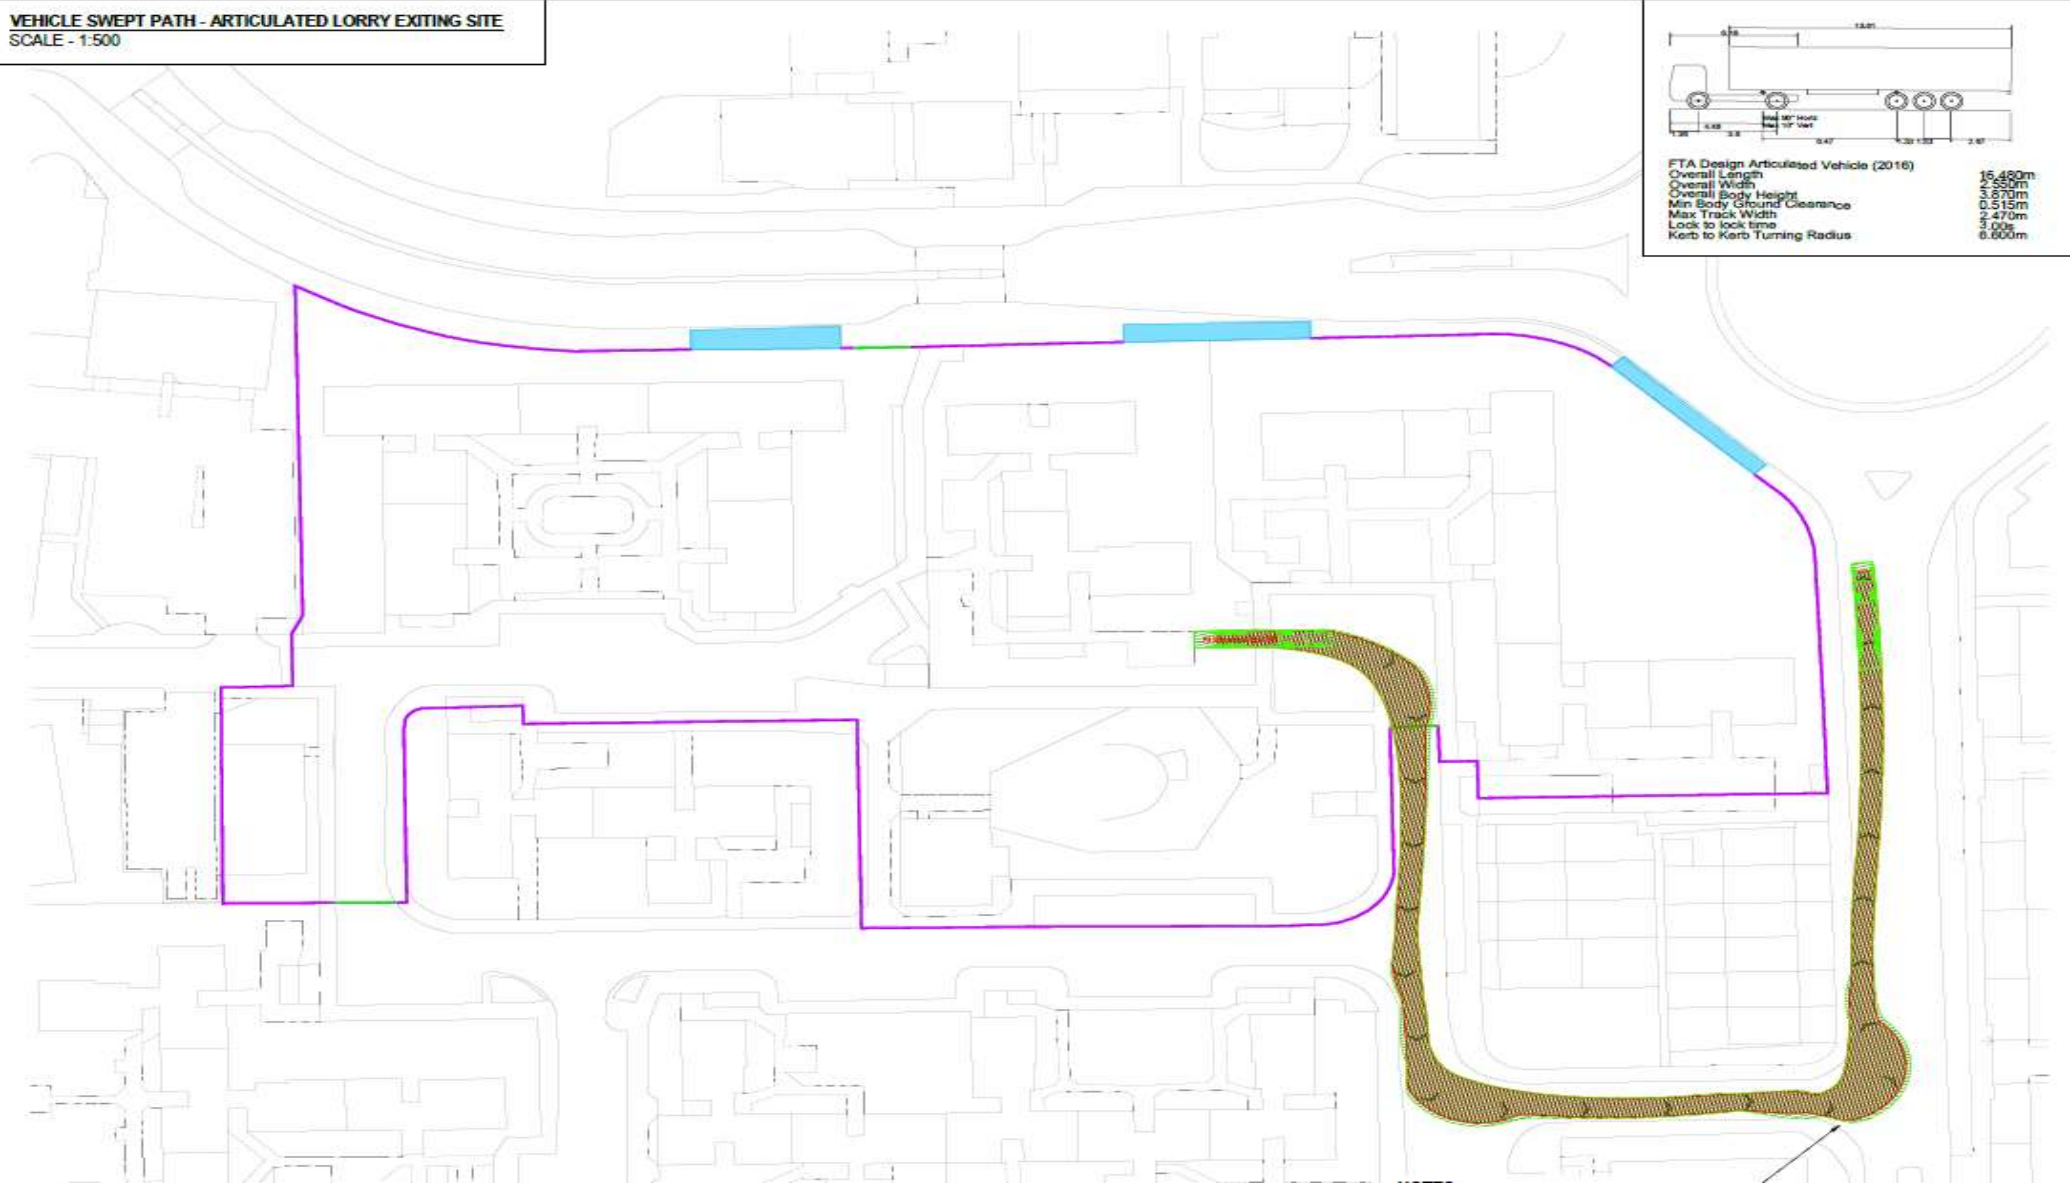 VEHICLE SWEPT PATH - ARTICULATED LORRY EXITING SITE
SCALE - 1:500
FTA Design Articulated Vehicle (2016)
Overall Length 16.480m
Overall Width 2.550m
Overall Body Height 3.870m
Min Body Ground Clearance 0.515m
Max Track Width 2.470m
Lock to lock time 3.00s
Kerb to Kerb Turning Radius